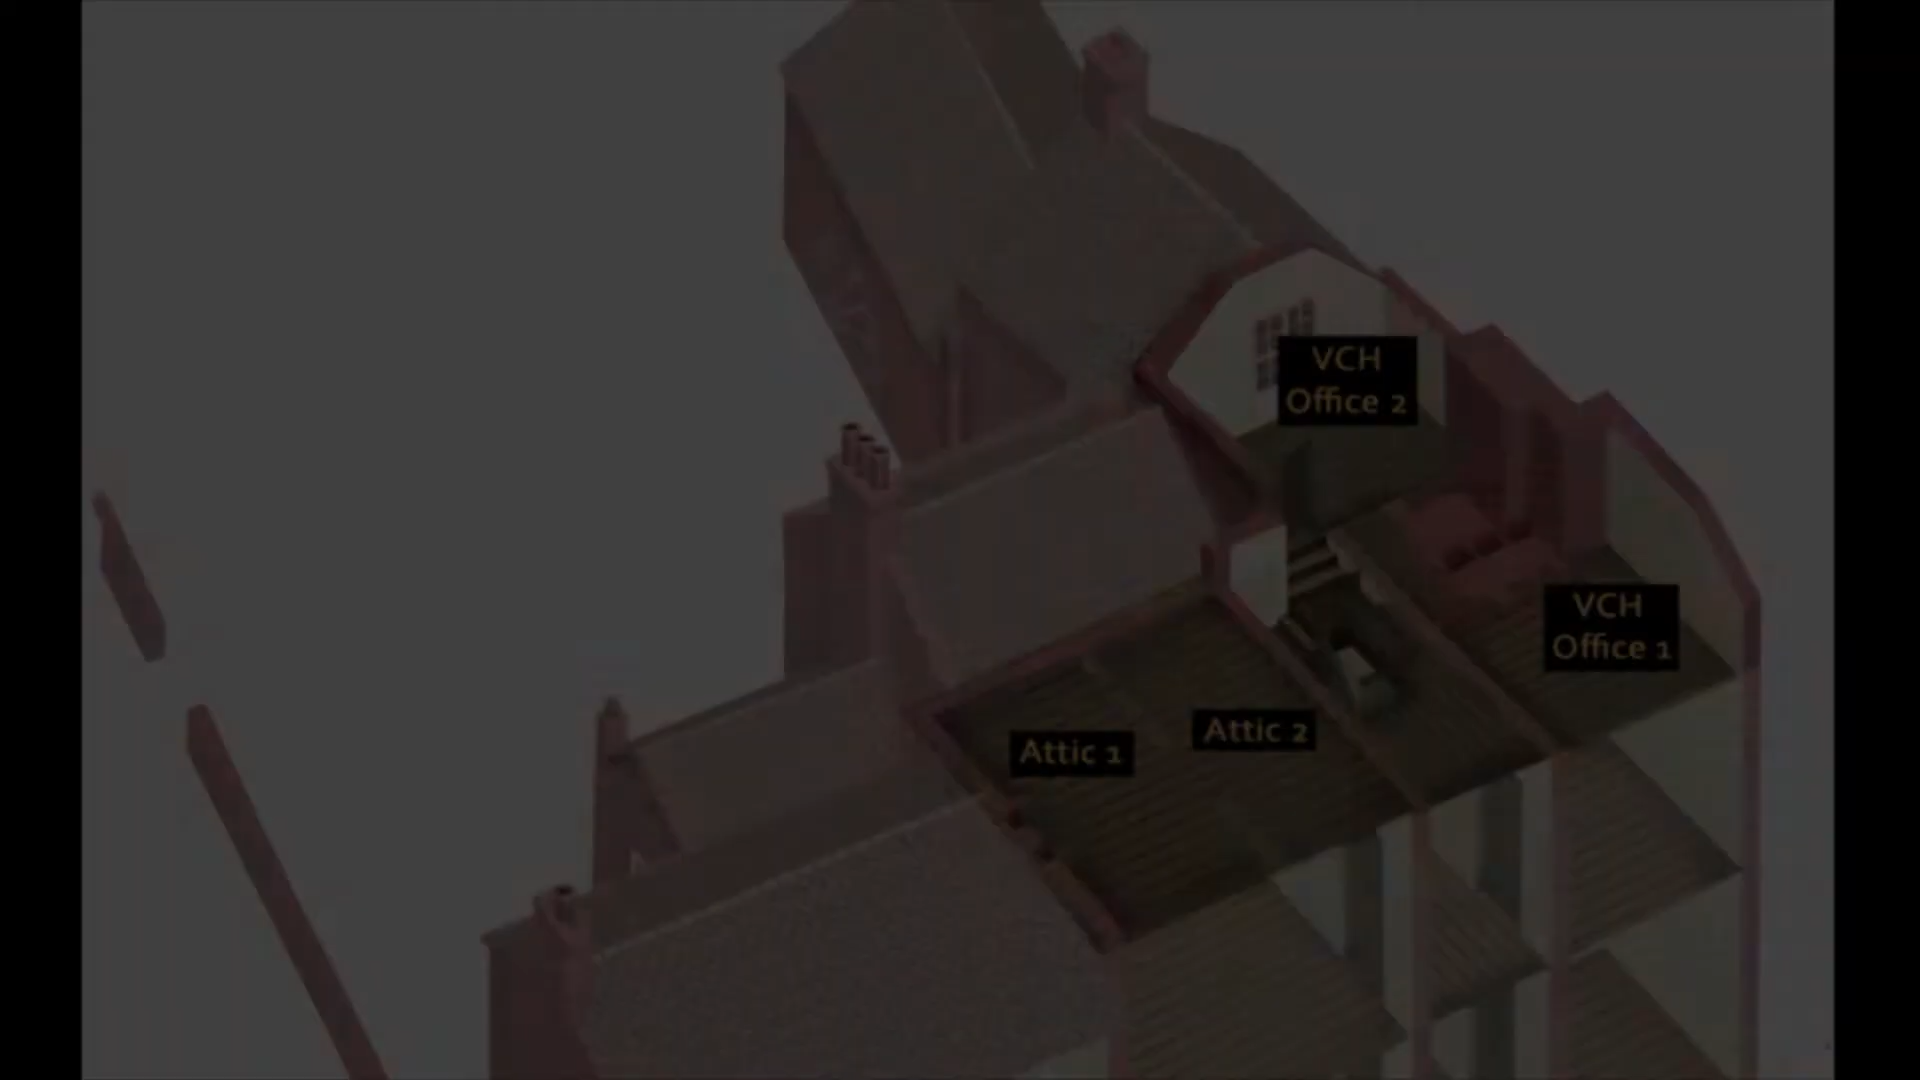 VCH
Office 2
VCH
Office 1
Attic 2
Attic 1